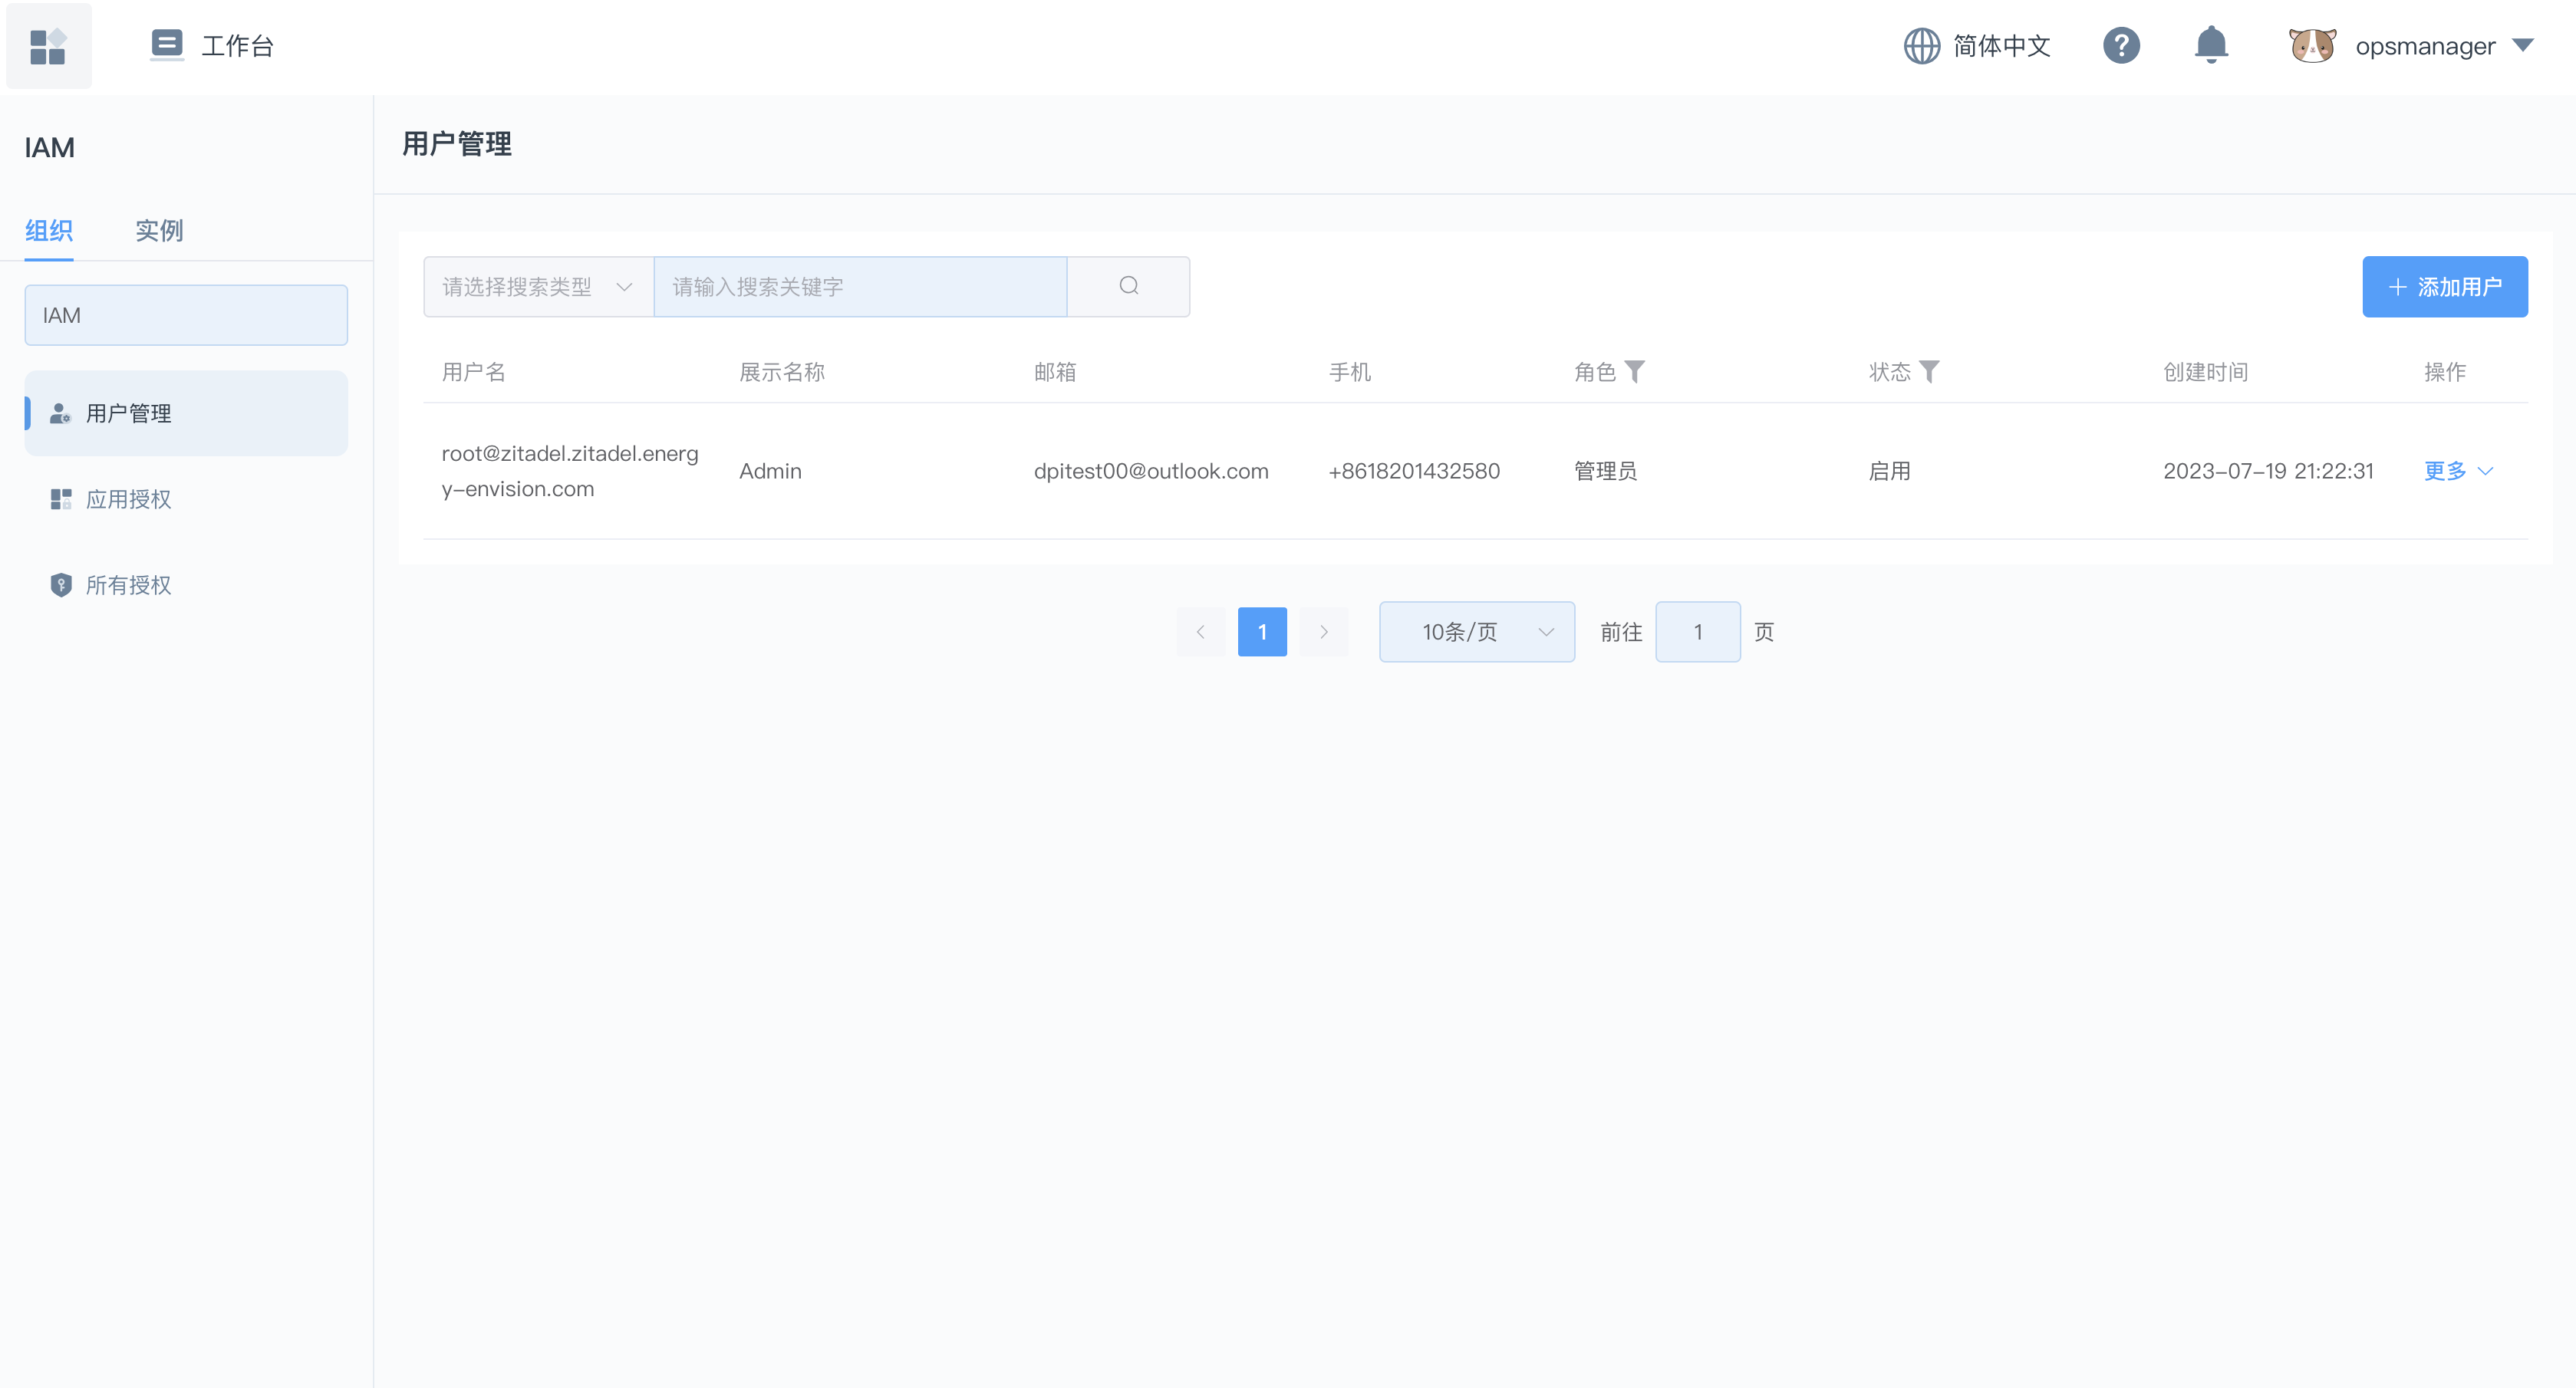 工作台
简体中文
opsmanager
IAM
组织
实例
IAM
用户管理
应用授权
所有授权
用户管理
请选择搜索类型
请输入搜索关键字
添加用户
用户名
展示名称
邮箱
手机
角色
状态
创建时间
操作
root@zitadel.zitadel.energ
y-envision.com
Admin
dpitest00@outlook.com
+8618201432580
管理员
启用
2023-07-19 21:22:31
更多
1
10条/页
前往
1
页